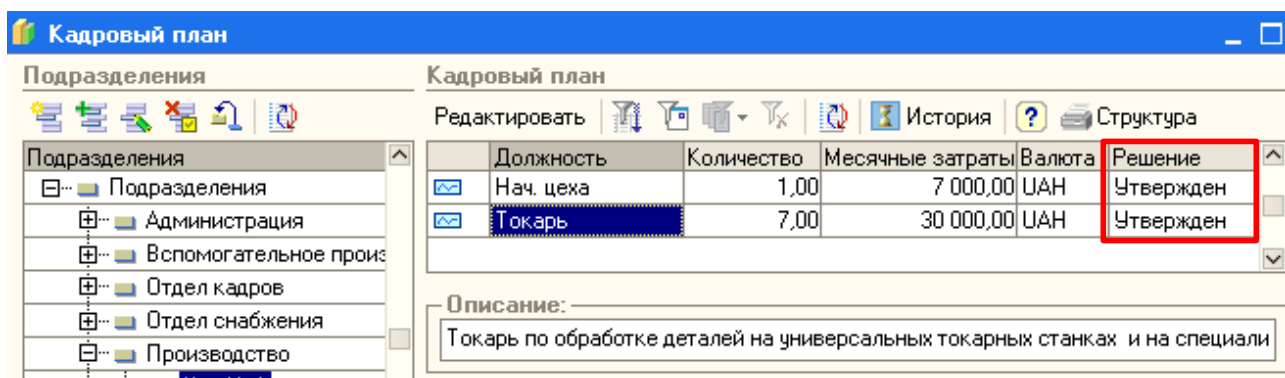 Кадровый план
Подразделения
Кадровый план
Редактировать История ? Структура
Подразделения
Подразделения
Администрация
Вспомогательное произ
Отдел кадров
Отдел снабжения
Производство
Должность Количество Месячные затраты Валюта Решение
Нач. цеха 1,00 7 000,00 UAH Утвержден
Токарь 7,00 30 000,00 UAH Утвержден
Описание:
Токарь по обработке деталей на универсальных токарных станках и на специали